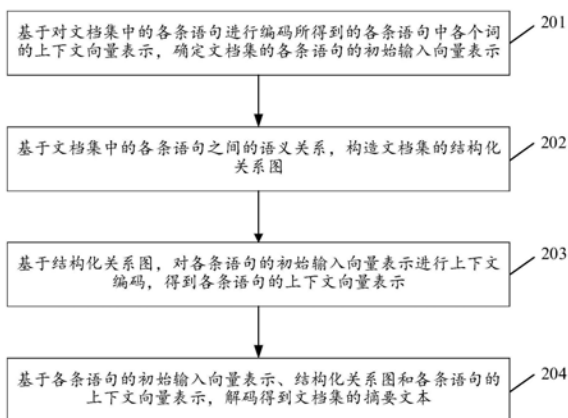 基于对文档集中的各条语句进行编码所得到的各条语句中各个词
的上下文向量表示，确定文档集的各条语句的初始输入向量表示
201
基于文档集中的各条语句之间的语义关系，构造文档集的结构化
关系图
202
基于结构化关系图，对各条语句的初始输入向量表示进行上下文
编码，得到各条语句的上下文向量表示
203
基于各条语句的初始输入向量表示、结构化关系图和各条语句的
上下文向量表示，解码得到文档集的摘要文本
204